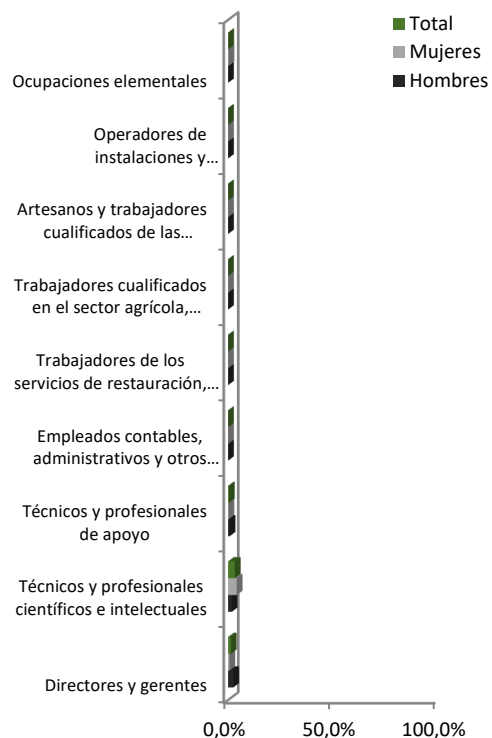 Total
Mujeres
Hombres
Ocupaciones elementales
Operadores de
instalaciones y...
Artesanos y trabajadores
cualificados de las...
Trabajadores cualificados
en el sector agrícola,...
Trabajadores de los
servicios de restauración,...
Empleados contables,
administrativos y otros...
Técnicos y profesionales
de apoyo
Técnicos y profesionales
científicos e intelectuales
Directores y gerentes
0,0% 50,0% 100,0%